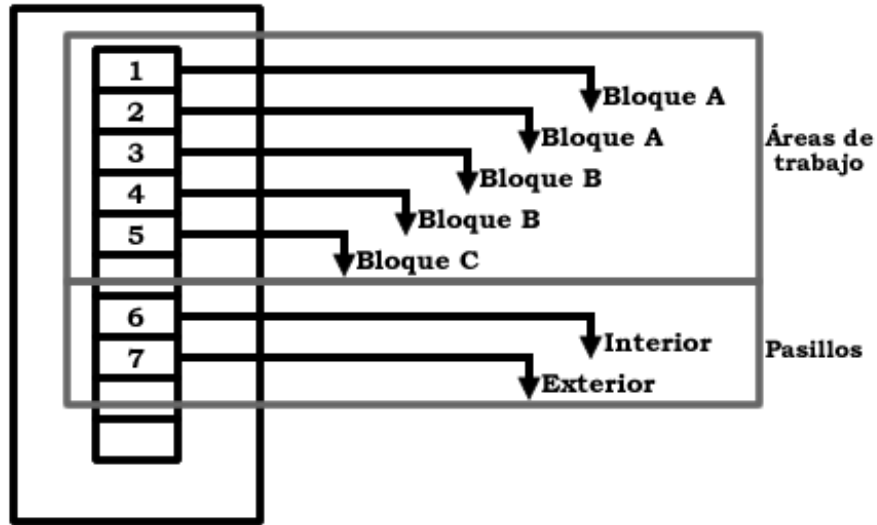 1
Bloque A
2
Bloque A
3
Bloque B
4
Bloque B
5
Bloque C
Áreas de
trabajo
6
Interior
7
Exterior
Pasillos